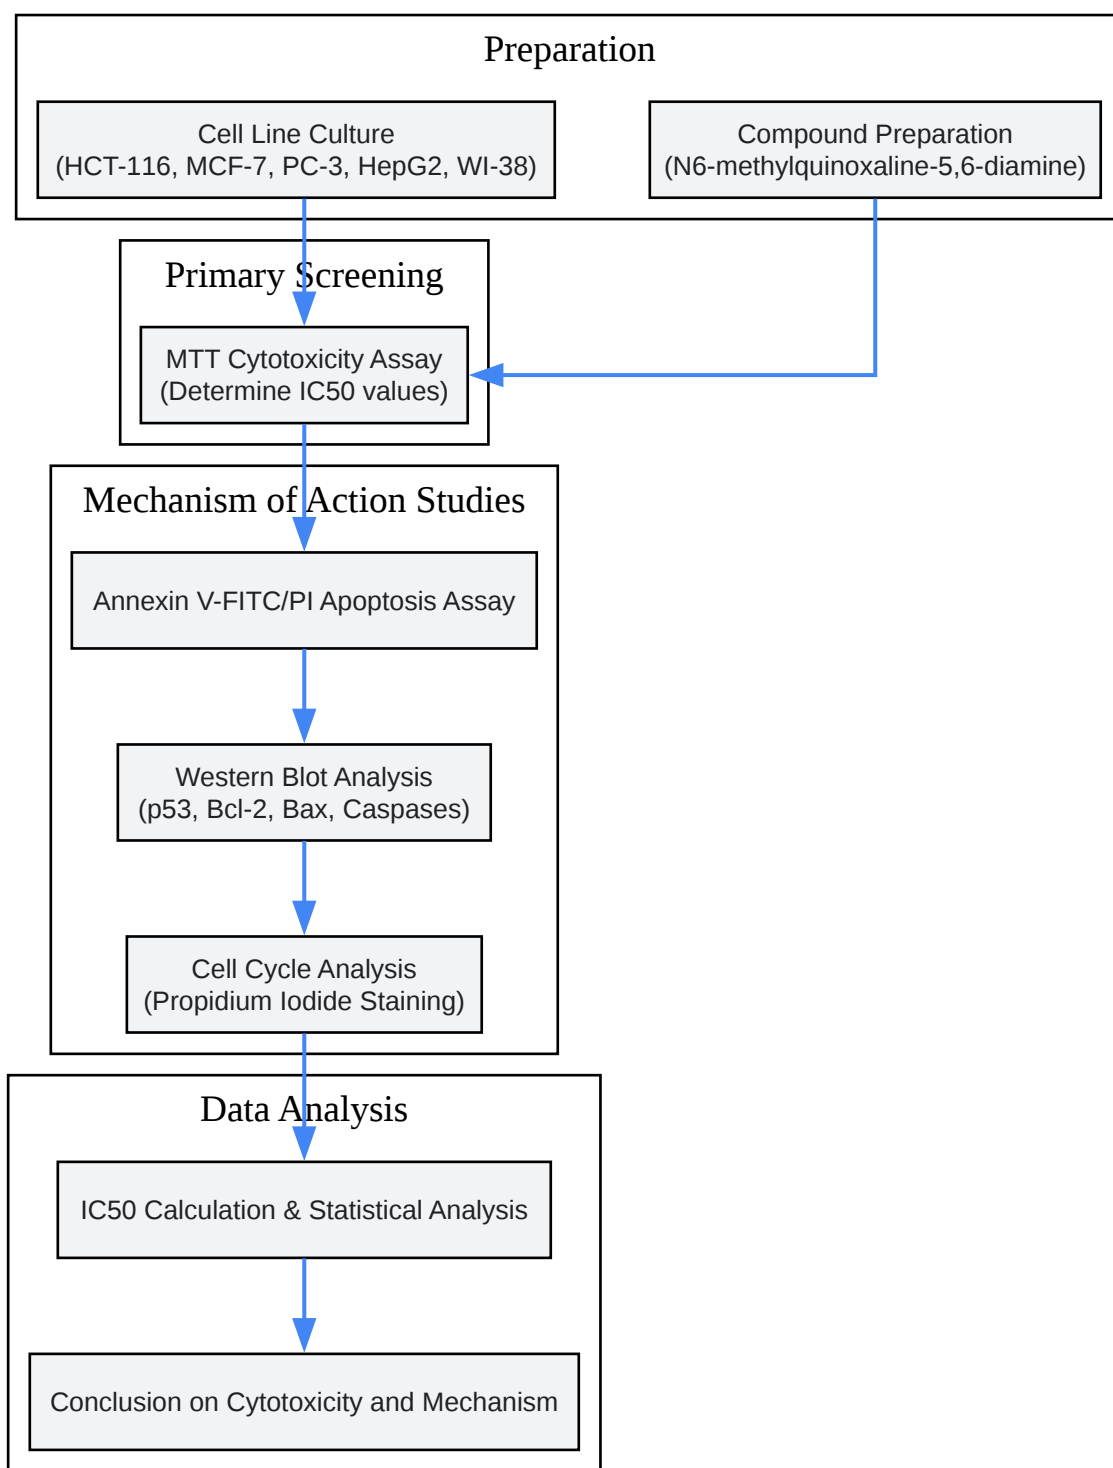 Preparation
Cell Line Culture
(HCT-116, MCF-7, PC-3, HepG2, WI-38)
Compound Preparation
(N6-methylquinoxaline-5,6-diamine)
Primary Screening
MTT Cytotoxicity Assay
(Determine IC50 values)
Mechanism of Action Studies
Annexin V-FITC/PI Apoptosis Assay
Western Blot Analysis
(p53, Bcl-2, Bax, Caspases)
Cell Cycle Analysis
(Propidium Iodide Staining)
Data Analysis
IC50 Calculation & Statistical Analysis
Conclusion on Cytotoxicity and Mechanism